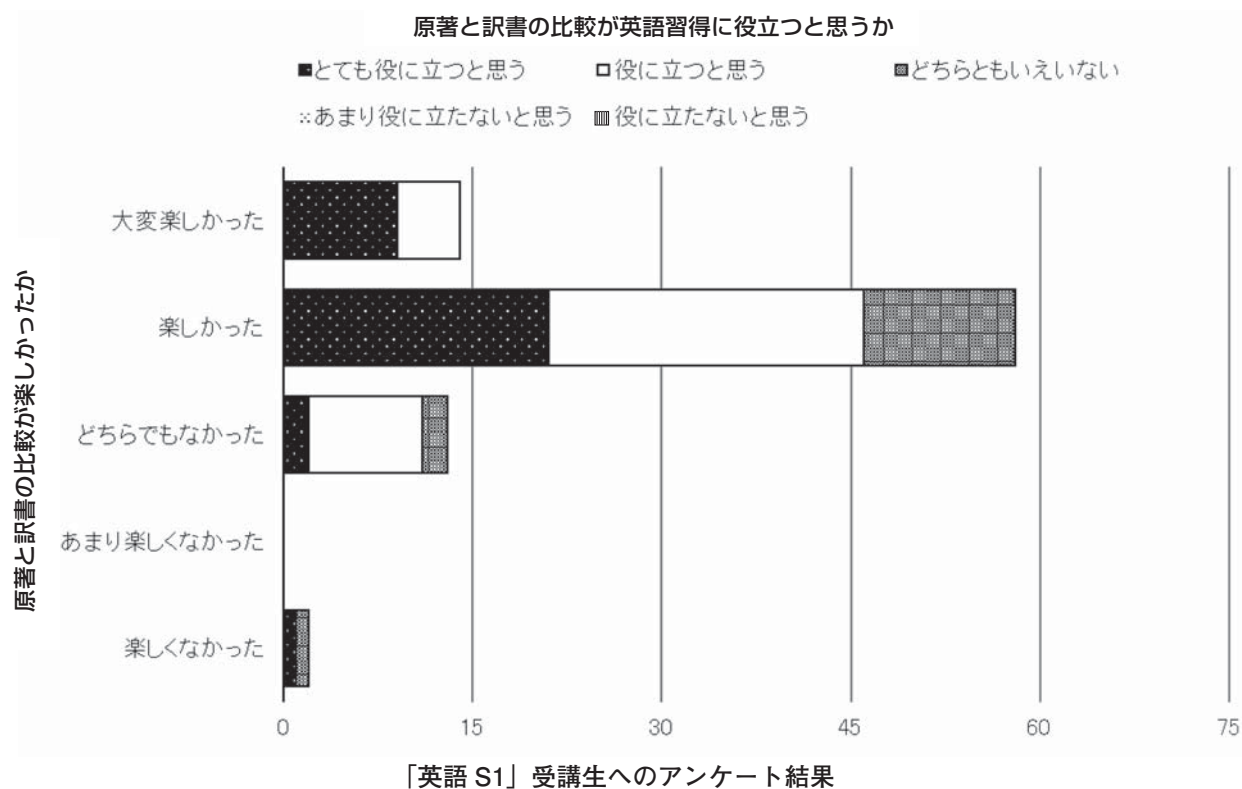 原著と訳書の比較が英語習得に役立つと思うか
とても役に立つと思う 役に立つと思う どちらともいえいない
あまり役に立たないと思う 役に立たないと思う
原著と訳書の比較が楽しかったか
大変楽しかった
楽しかった
どちらでもなかった
あまり楽しくなかった
楽しくなかった
0 15 30 45 60 75
「英語 S1」受講生へのアンケート結果